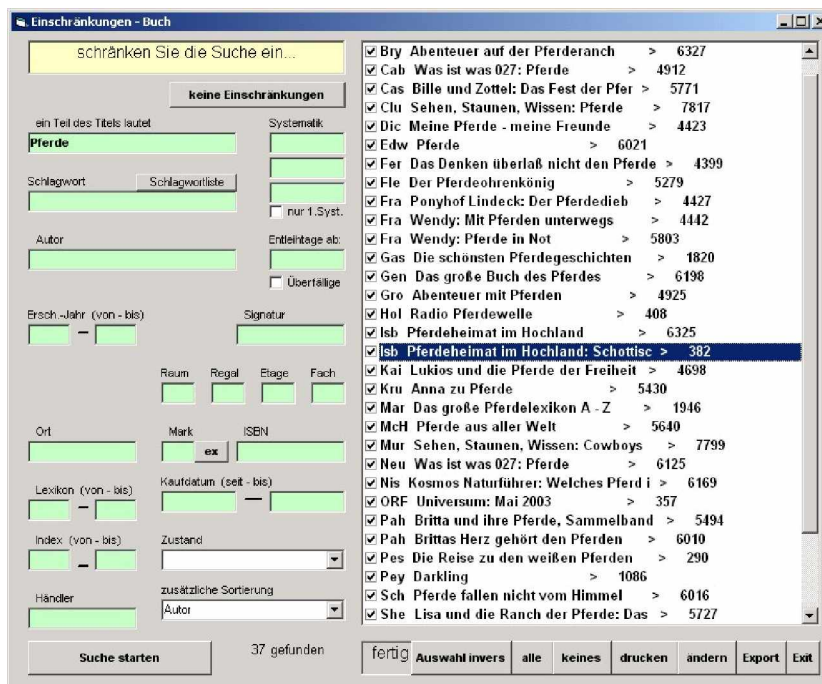 Einschränkungen - Buch
schränken Sie die Suche ein...
keine Einschränkungen
ein Teil des Titels lautet
Systematik
Pferde
Schlagwort
Schlagwortliste
nur 1.Syst.
Autor
Entleihtage ab:
Überfällige
Ersch.-Jahr (von - bis)
Signatur
Raum Regal Etage Fach
Ort
Mark
ISBN
ex
Lexikon (von - bis)
Kaufdatum (seit - bis)
Index (von - bis)
Zustand
Händler
zusätzliche Sortierung
Autor
Suche starten
37 gefunden
Bry Abenteuer auf der Pferderanch > 6327
Cab Was ist was 027: Pferde > 4912
Cas Bille und Zottel: Das Fest der Pfer > 5771
Clu Sehen, Staunen, Wissen: Pferde > 7817
Dic Meine Pferde - meine Freunde > 4423
Edw Pferde > 6021
Fer Das Denken überlaß nicht den Pferde > 4399
Fle Der Pferdeohrenkönig > 5279
Fra Ponyhof Lindeck: Der Pferdedieb > 4427
Fra Wendy: Mit Pferden unterwegs > 4442
Fra Wendy: Pferde in Not > 5803
Gas Die schönsten Pferdegeschichten > 1820
Gen Das große Buch des Pferdes > 6198
Gro Abenteuer mit Pferden > 4925
Hol Radio Pferdewelle > 408
Isb Pferdeheimat im Hochland > 6325
Isb Pferdeheimat im Hochland: Schottisc > 382
Kai Lukios und die Pferde der Freiheit > 4698
Kru Anna zu Pferde > 5430
Mar Das große Pferdelexikon A - Z > 1946
McH Pferde aus aller Welt > 5640
Mur Sehen, Staunen, Wissen: Cowboys > 7799
Neu Was ist was 027: Pferde > 6125
Nis Kosmos Naturführer: Welches Pferd i > 6169
ORF Universum: Mai 2003 > 357
Pah Britta und ihre Pferde, Sammelband > 5494
Pah Brittas Herz gehört den Pferden > 6010
Pes Die Reise zu den weißen Pferden > 290
Pey Darkling > 1086
Sch Pferde fallen nicht vom Himmel > 6016
She Lisa und die Ranch der Pferde: Das > 5727
fertig
Auswahl invers
alle
keines
drucken
ändern
Export
Exit